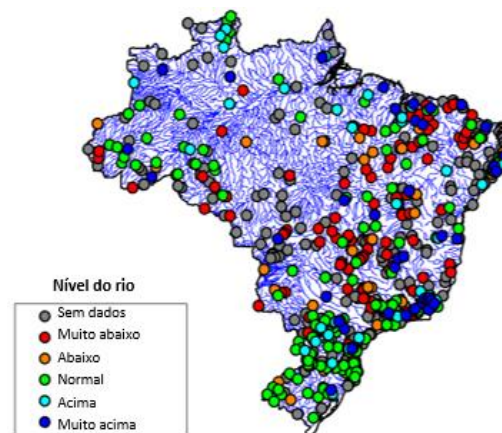 Nível do rio
Sem dados
Muito abaixo
Abaixo
Normal
Acima
Muito acima